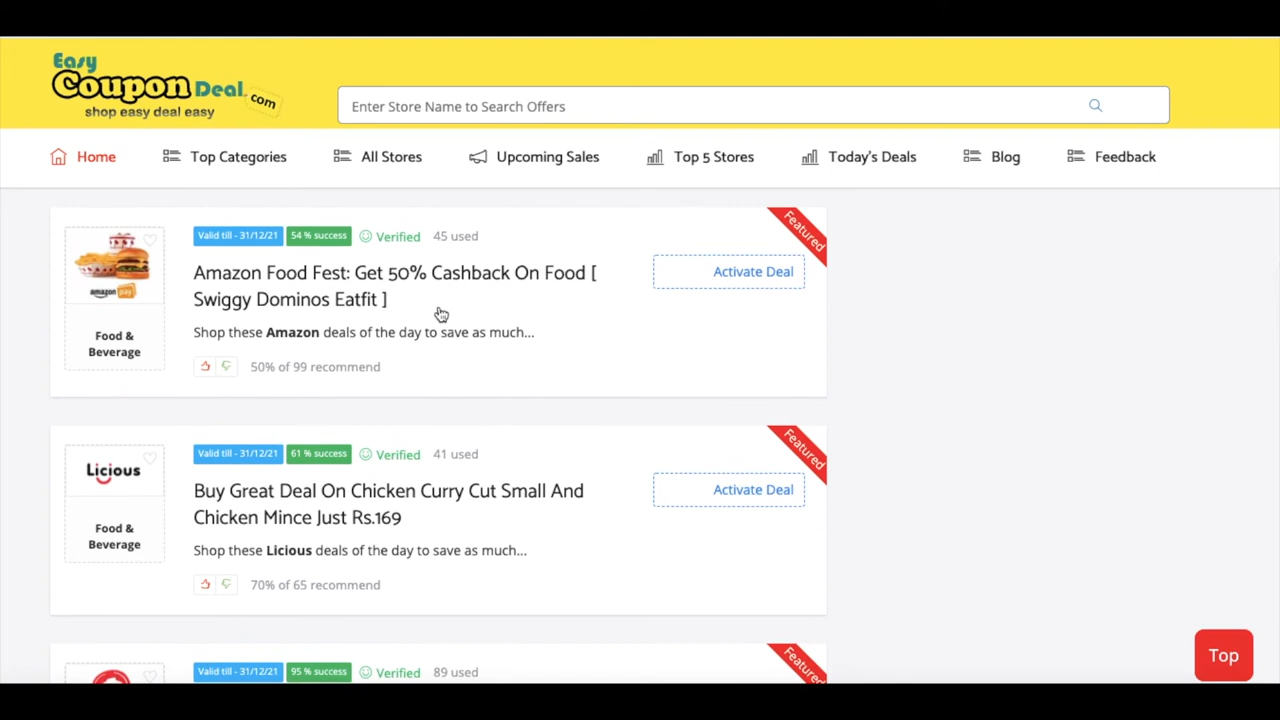 Easy
Coupon Deal .com
shop easy deal easy
Enter Store Name to Search Offers
Home Top Categories All Stores Upcoming Sales Top 5 Stores Today's Deals Blog Feedback
Valid till - 31/12/21 54 % success Verified 45 used
Featured
Amazon Food Fest: Get 50% Cashback On Food [
Swiggy Dominos Eatfit ]
Activate Deal
amazon pay
Food &
Beverage
Shop these Amazon deals of the day to save as much...
50% of 99 recommend
Valid till - 31/12/21 61 % success Verified 41 used
Featured
Licious
Buy Great Deal On Chicken Curry Cut Small And
Chicken Mince Just Rs.169
Activate Deal
Food &
Beverage
Shop these Licious deals of the day to save as much...
70% of 65 recommend
Valid till - 31/12/21 95 % success Verified 89 used
Featured
Top